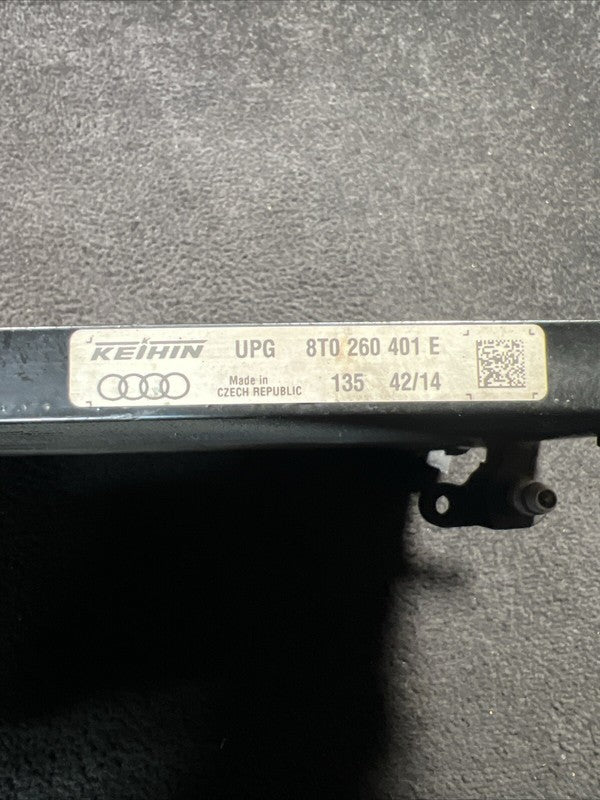 KEIHIN UPG 8T0 260 401 E
Made in
CZECH REPUBLIC 135 42/14